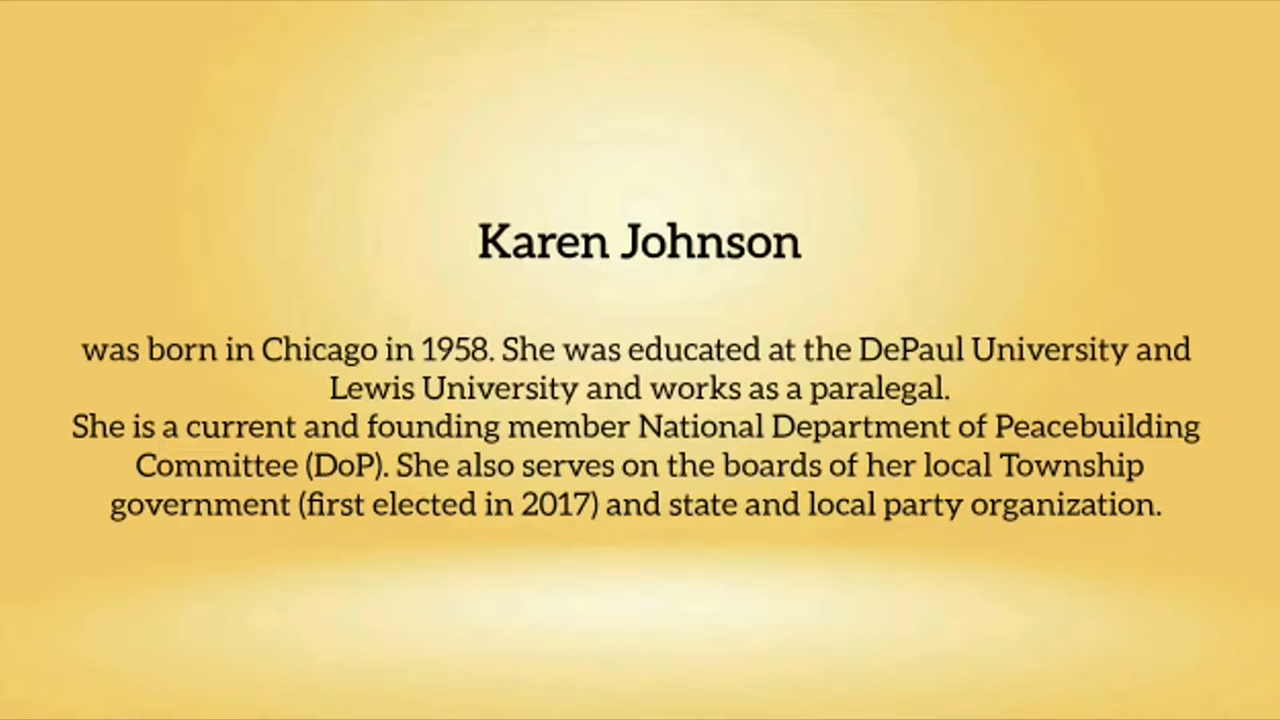 Karen Johnson
was born in Chicago in 1958. She was educated at the DePaul University and
Lewis University and works as a paralegal.
She is a current and founding member National Department of Peacebuilding
Committee (DoP). She also serves on the boards of her local Township
government (first elected in 2017) and state and local party organization.